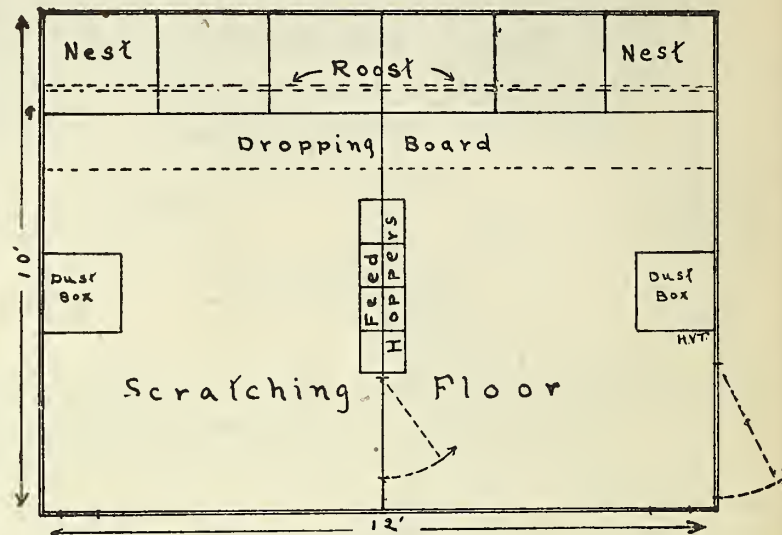 Nest Nest
Roost
Dropping Board
Feed
Hoppers
10'
Dust
Box
Dust
Box
H.V.T.
Scratching Floor
12'